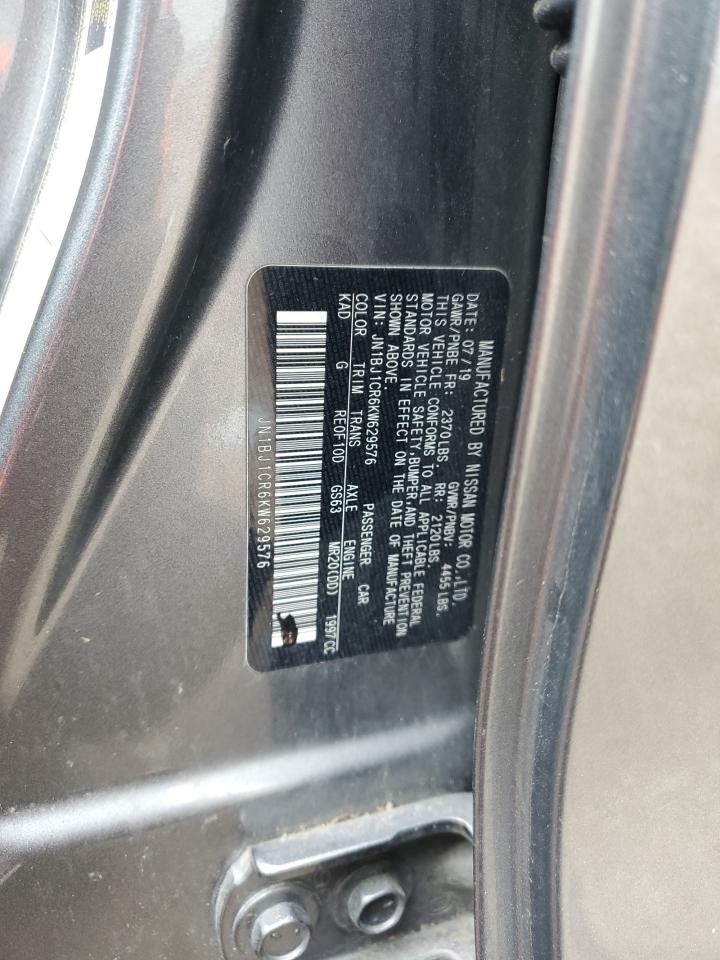 MANUFACTURED BY NISSAN MOTOR CO.,LTD.
DATE: 07/19 GVWR/PNBV: 4455LBS.
GAWR/PNBE FR: 2370LBS. RR: 2120LBS.
THIS VEHICLE CONFORMS TO ALL APPLICABLE FEDERAL
MOTOR VEHICLE SAFETY,BUMPER,AND THEFT PREVENTION
STANDARDS IN EFFECT ON THE DATE OF MANUFACTURE
SHOWN ABOVE.
VIN: JN1BJ1CR6KW629576 PASSENGER CAR
COLOR TRIM TRANS AXLE ENGINE
KAD G RE0F10D GS63 MR20(DD) 1997CC
JN1BJ1CR6KW629576